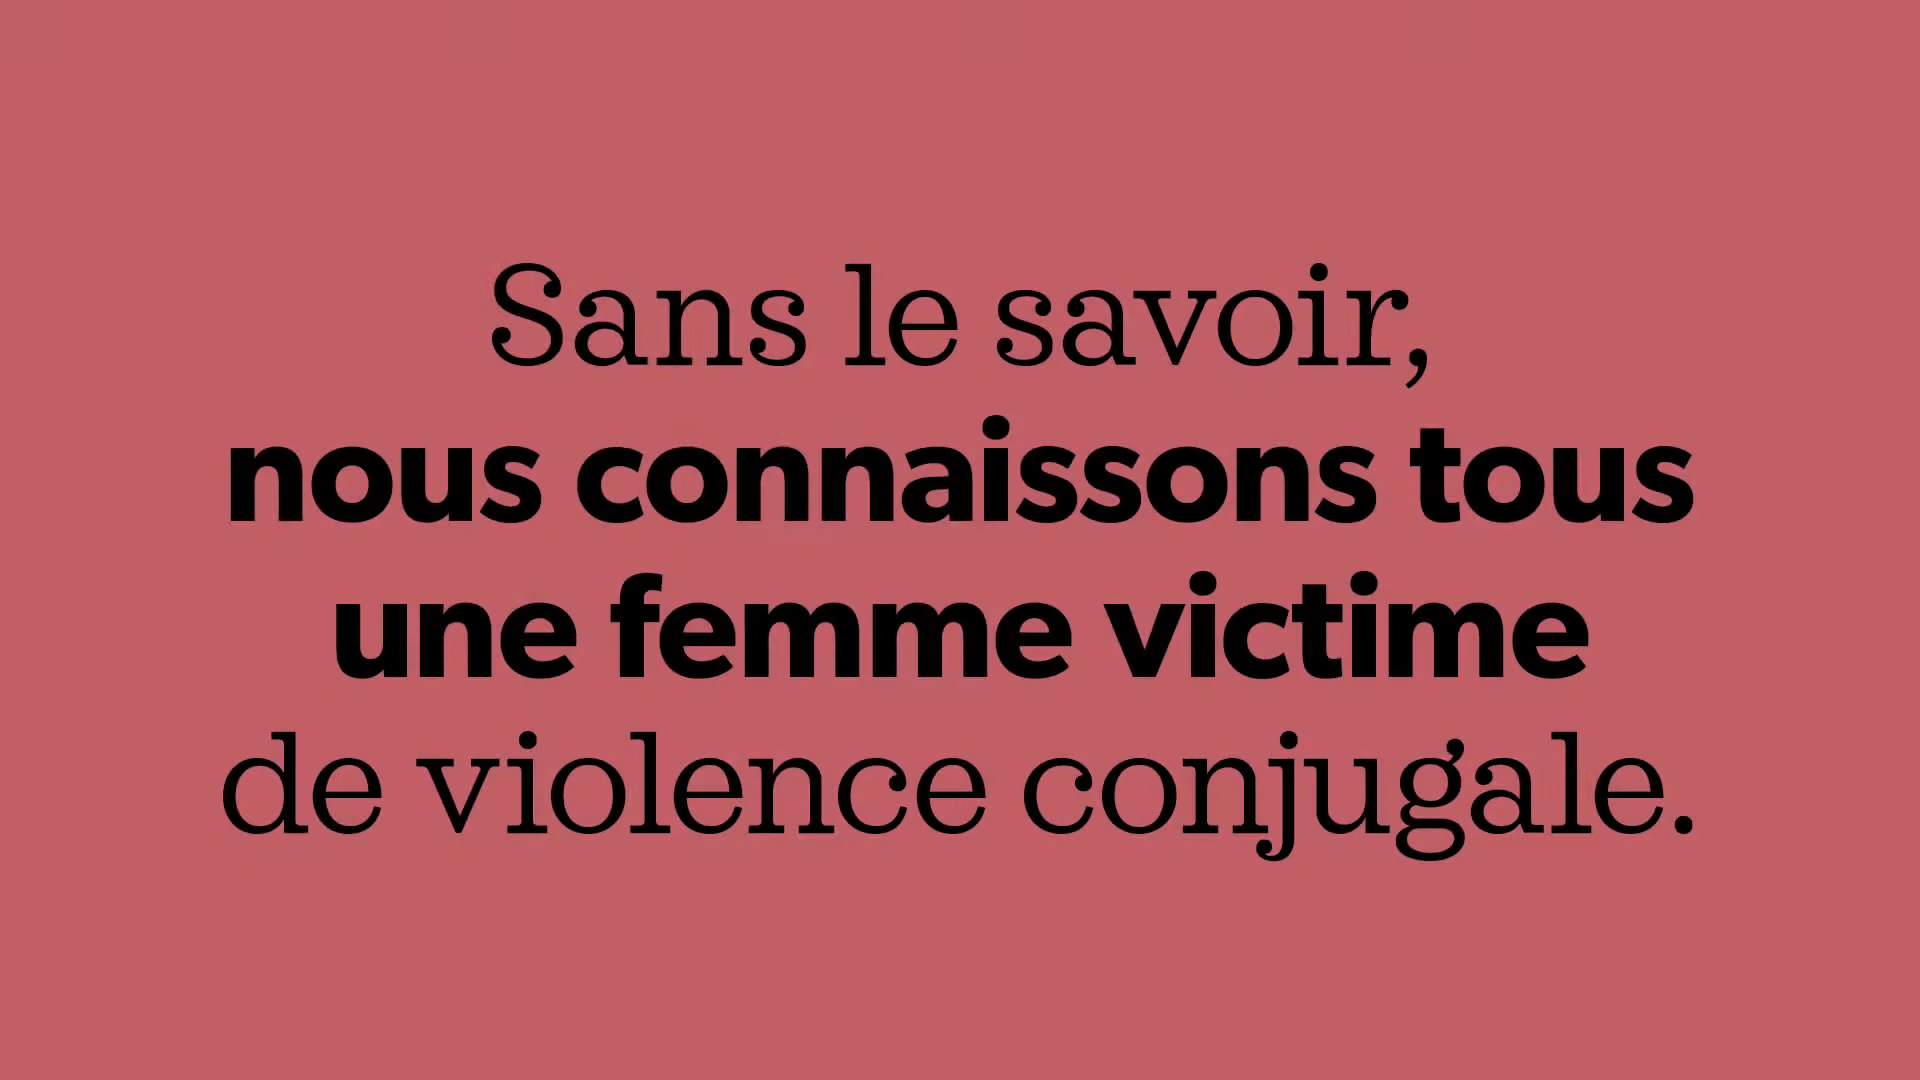 Sans le savoir,
nous connaissons tous
une femme victime
de violence conjugale.